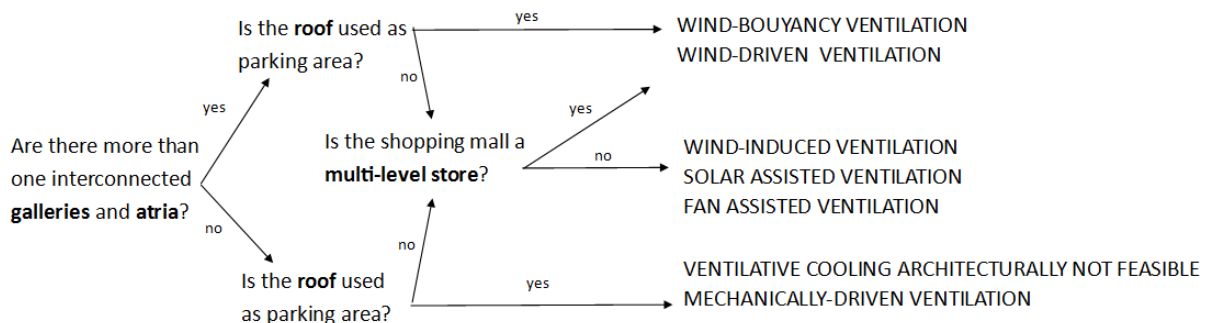 Is the roof used as
parking area?
yes
WIND-BOUYANCY VENTILATION
WIND-DRIVEN VENTILATION
no
yes
yes
Are there more than
one interconnected
galleries and atria?
Is the shopping mall a
multi-level store?
no
WIND-INDUCED VENTILATION
SOLAR ASSISTED VENTILATION
FAN ASSISTED VENTILATION
no
no
Is the roof used
as parking area?
yes
VENTILATIVE COOLING ARCHITECTURALLY NOT FEASIBLE
MECHANICALLY-DRIVEN VENTILATION